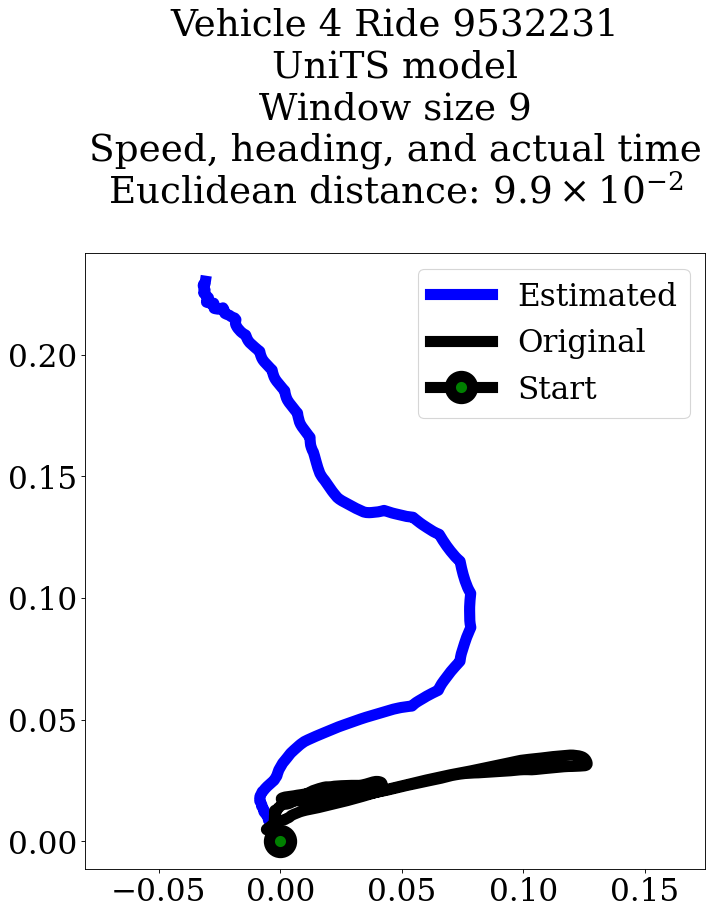 Vehicle 4 Ride 9532231
UniTS model
Window size 9
Speed, heading, and actual time
Euclidean distance: 9.9 × 10⁻²
Estimated
Original
Start
0.20
0.15
0.10
0.05
0.00
−0.05 0.00 0.05 0.10 0.15